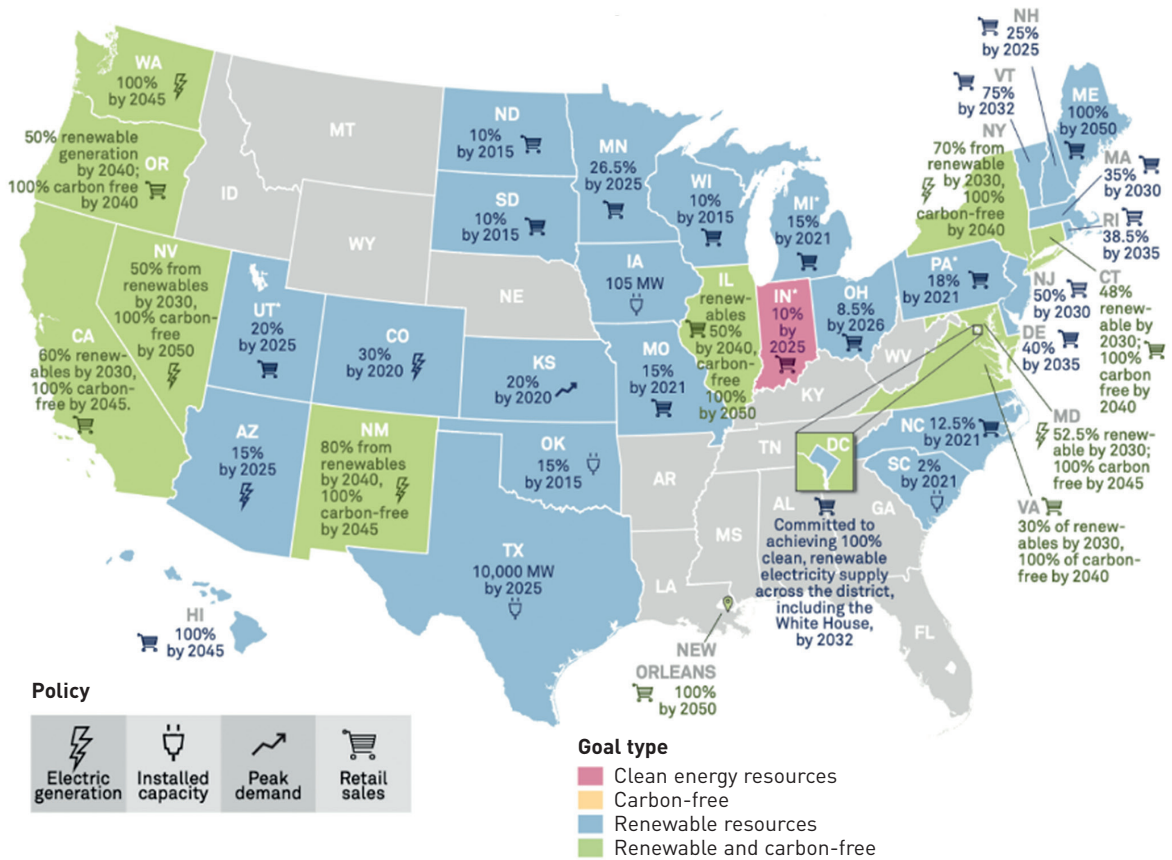 WA
100%
by 2045
50% renewable
generation
by 2040;
100% carbon free
by 2040
OR
CA
60% renew-
ables by 2030,
100% carbon-
free by 2045.
NV
50% from
renewables
by 2030,
100% carbon-
free
by 2050
ID
MT
WY
UT*
20%
by 2025
CO
30%
by 2020
AZ
15%
by 2025
NM
80% from
renewables
by 2040,
100%
carbon-free
by 2045
ND
10%
by 2015
SD
10%
by 2015
NE
KS
20%
by 2020
OK
15%
by 2015
TX
10,000 MW
by 2025
MN
26.5%
by 2025
IA
105 MW
MO
15%
by 2021
AR
LA
WI
10%
by 2015
IL
renew-
ables
50%
by 2040,
carbon-
free
100%
by 2050
MI*
15%
by 2021
IN*
10%
by
2025
OH
8.5%
by 2026
KY
WV
TN
MS
AL
GA
FL
DC
Committed to
achieving 100%
clean, renewable
electricity supply
across the district,
including the
White House,
by 2032
NC 12.5%
by 2021
SC 2%
by 2021
PA*
18%
by 2021
NY
70% from
renewable
by 2030,
100%
carbon-free
by 2040
VT
75%
by 2032
NH
25%
by 2025
ME
100%
by 2050
MA
35%
by 2030
RI
38.5%
by 2035
CT
48%
renew-
able by
2030;
100%
carbon
free by
2040
NJ
50%
by 2030
DE
40%
by 2035
MD
52.5% renew-
able by 2030;
100% carbon
free by 2045
VA
30% of renew-
ables by 2030,
100% of carbon-
free by 2040
HI
100%
by 2045
NEW
ORLEANS
100%
by 2050
Policy
Electric
generation
Installed
capacity
Peak
demand
Retail
sales
Goal type
Clean energy resources
Carbon-free
Renewable resources
Renewable and carbon-free